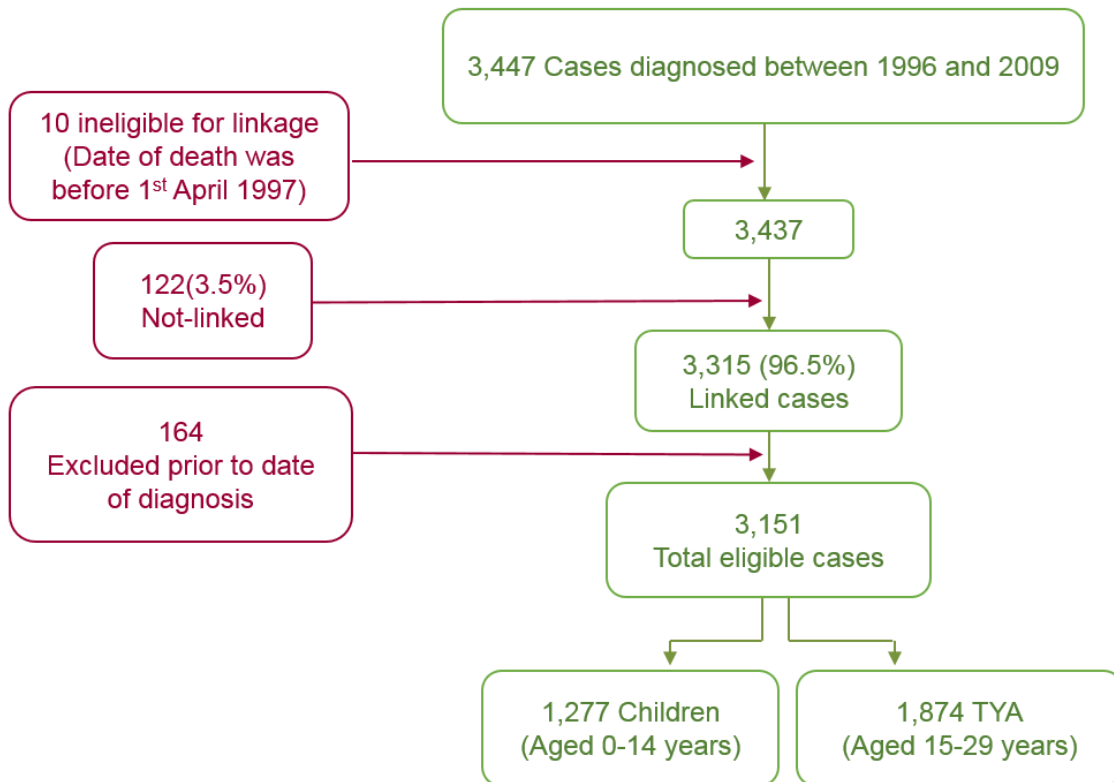 3,447 Cases diagnosed between 1996 and 2009
10 ineligible for linkage
(Date of death was
before 1st April 1997)
3,437
122(3.5%)
Not-linked
3,315 (96.5%)
Linked cases
164
Excluded prior to date
of diagnosis
3,151
Total eligible cases
1,277 Children
(Aged 0-14 years)
1,874 TYA
(Aged 15-29 years)